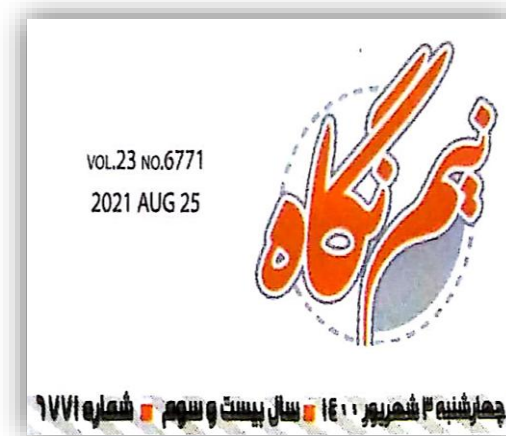 نیم نگاه
VOL.23 NO.6771
2021 AUG 25
چهارشنبه ۳ شهریور ۱۴۰۰ ■ سال بیست و سوم ■ شماره ۶۷۷۱